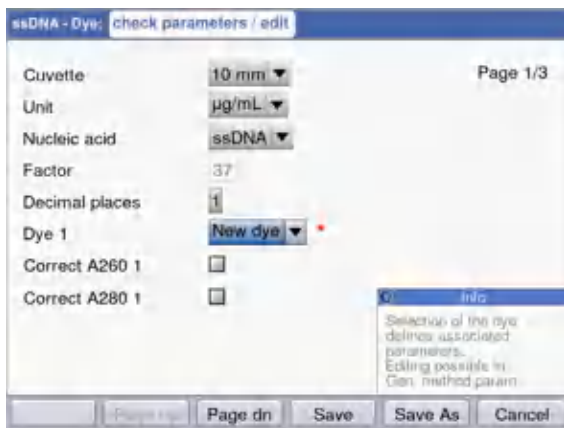 ssDNA - Dye: check parameters / edit
Cuvette 10 mm Page 1/3
Unit µg/mL
Nucleic acid ssDNA
Factor 37
Decimal places 1
Dye 1 New dye *
Correct A260 1
Correct A280 1
Info
Selection of the dye
defines associated
parameters.
Editing possible in
Gen. method param
Page dn Save Save As Cancel